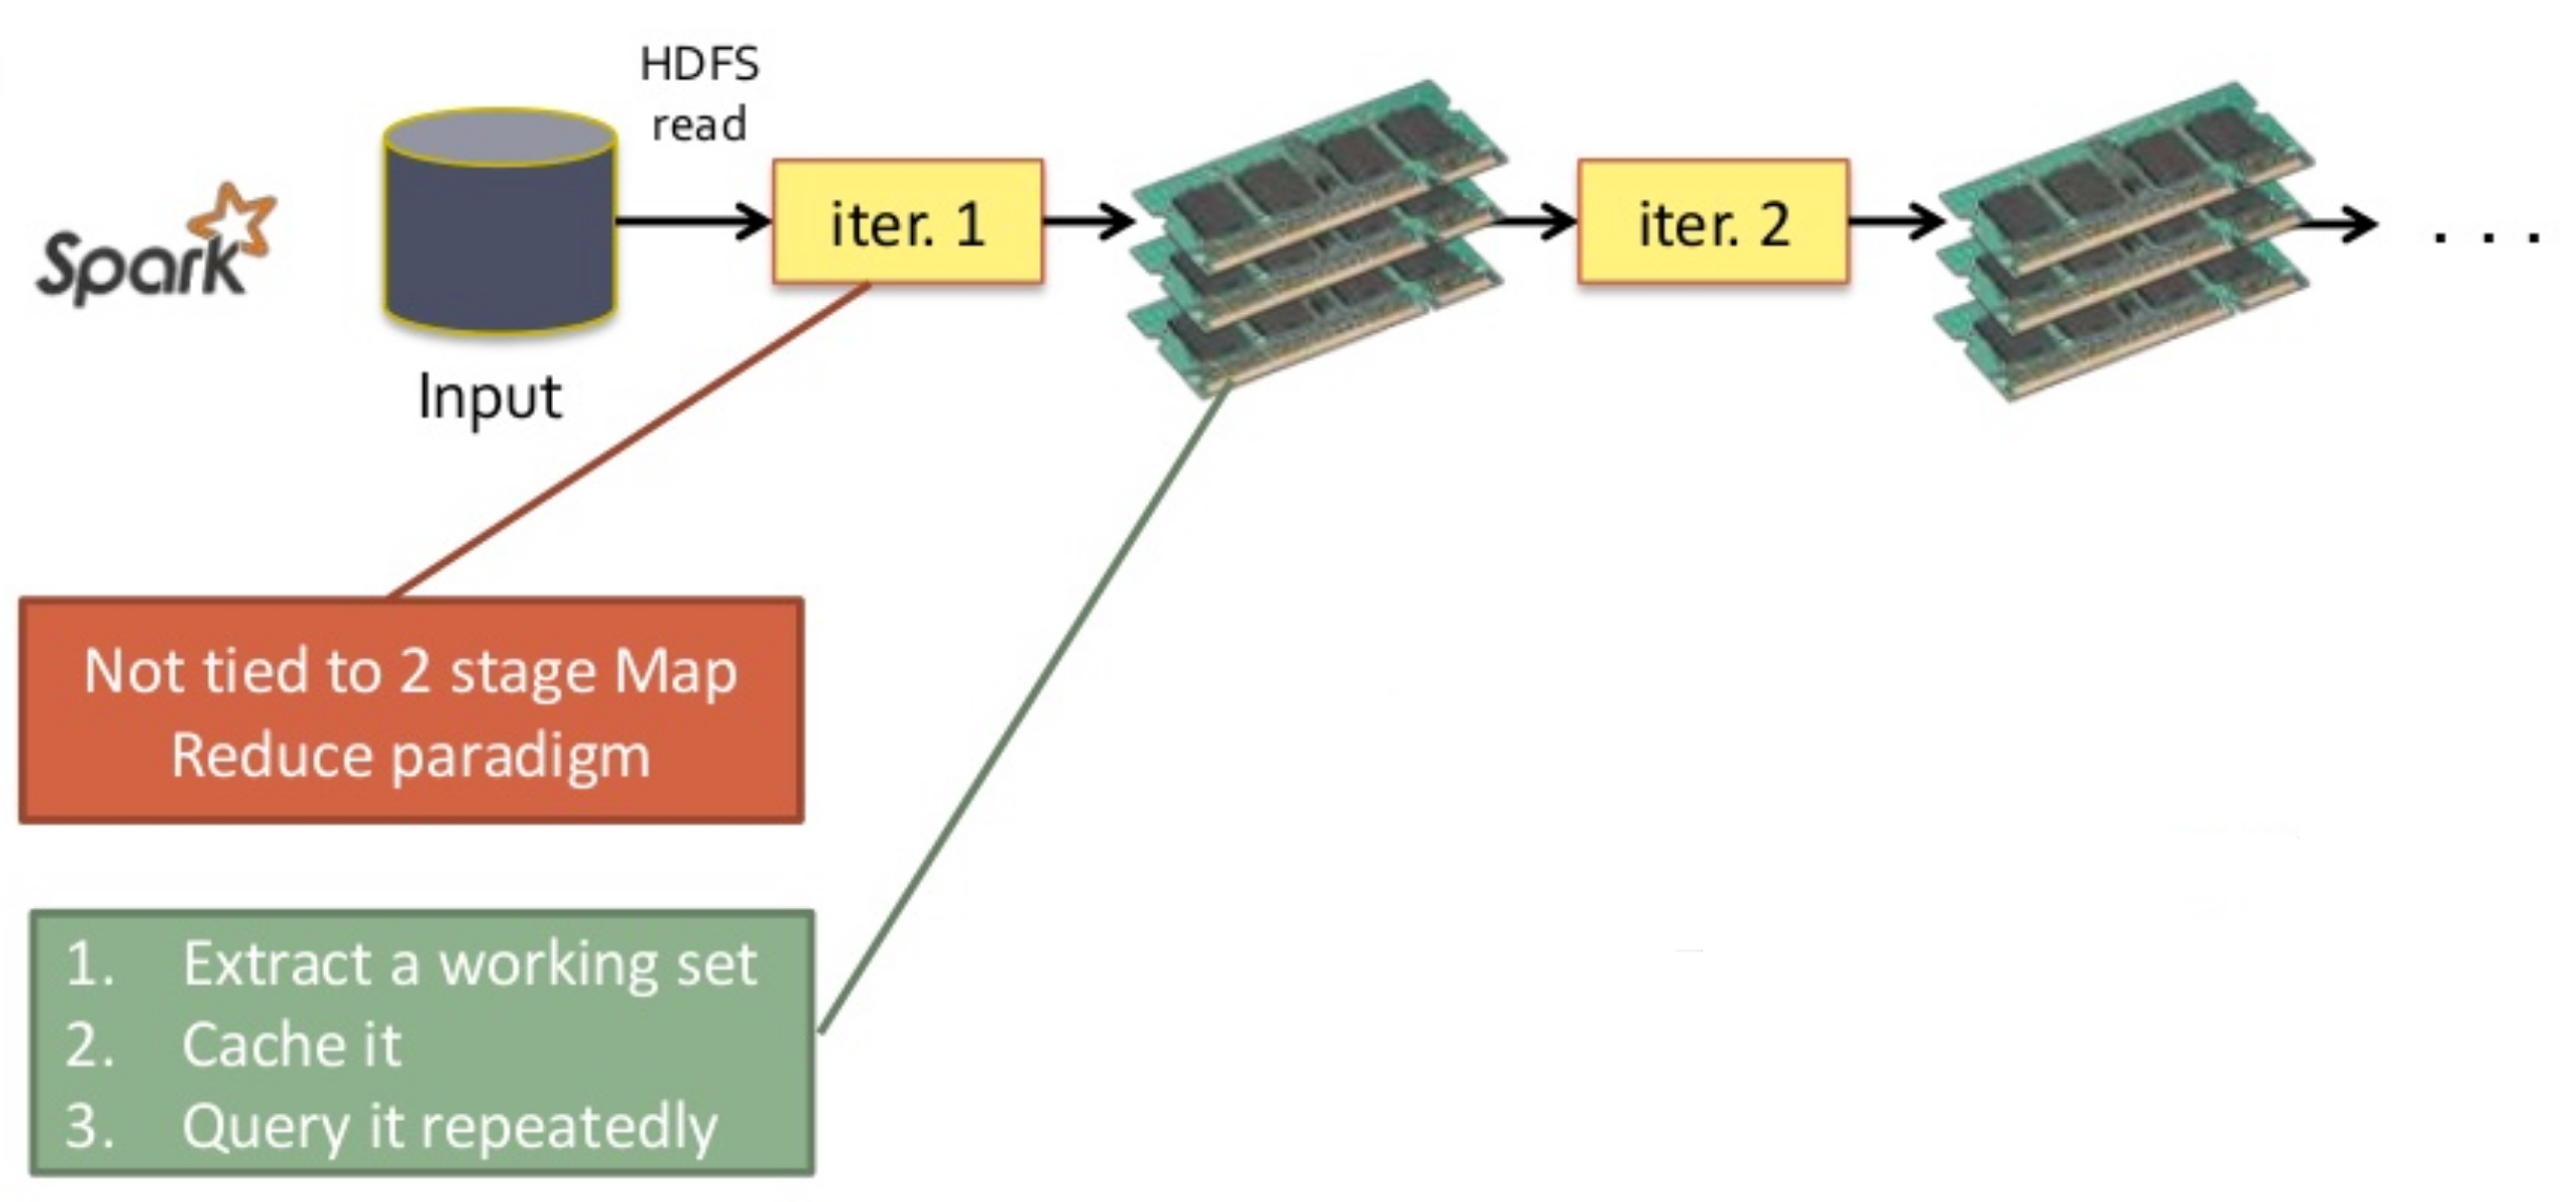 HDFS
read
Spark
iter. 1
iter. 2
. . .
Input
Not tied to 2 stage Map
Reduce paradigm
1. Extract a working set
2. Cache it
3. Query it repeatedly